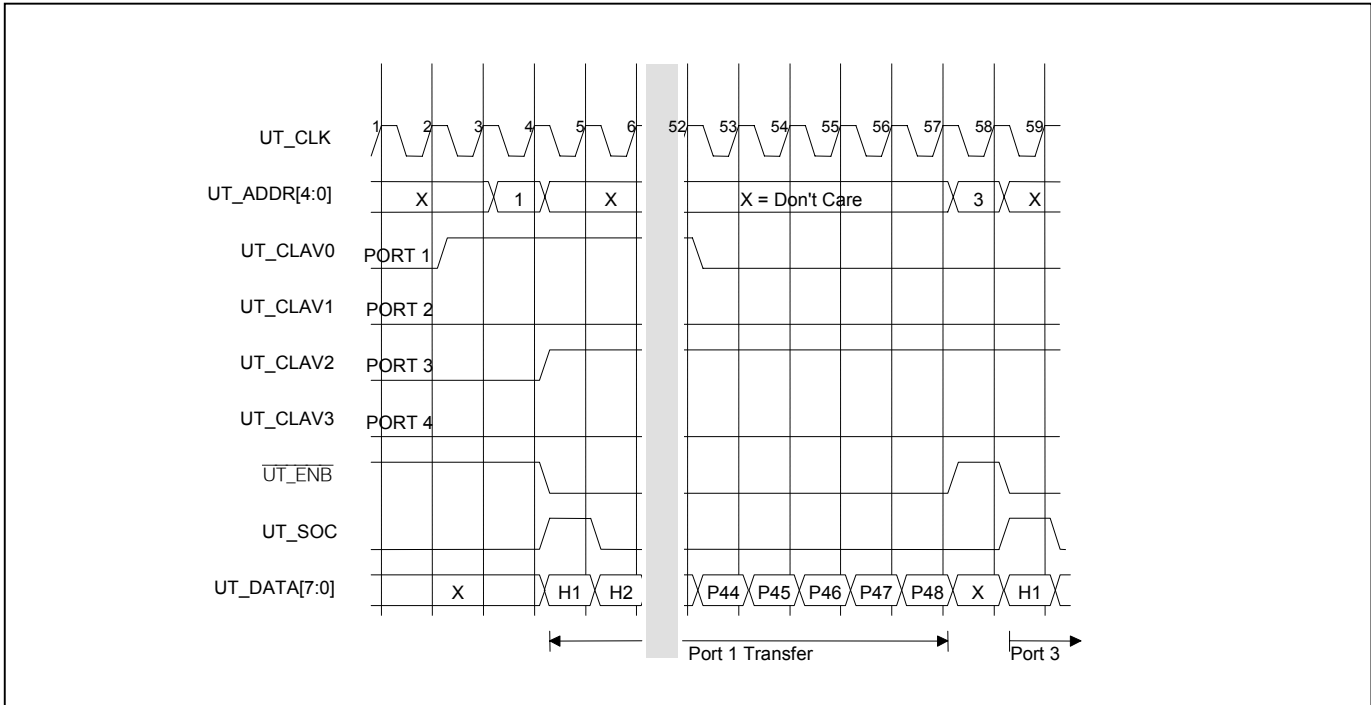 UT_CLK 1 2 3 4 5 6 52 53 54 55 56 57 58 59
UT_ADDR[4:0] X 1 X X = Don't Care 3 X
UT_CLAV0 PORT 1
UT_CLAV1 PORT 2
UT_CLAV2 PORT 3
UT_CLAV3 PORT 4
UT_ENB
UT_SOC
UT_DATA[7:0] X H1 H2 P44 P45 P46 P47 P48 X H1
Port 1 Transfer Port 3